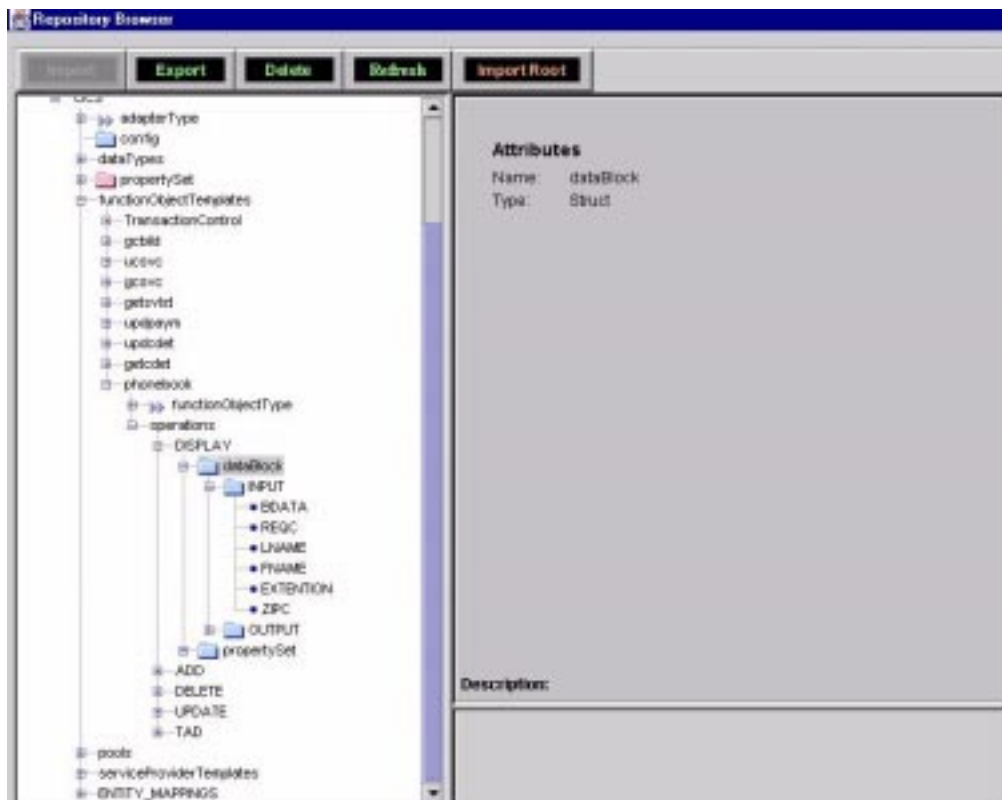 Repository Browser
Export
Delete
Refresh
Import Root
adapterType
config
dataTypes
propertySet
functionObjectTemplates
TransactionControl
gcbild
ucsvc
gcsvc
updpaym
updcdet
getcdet
phonebook
functionObjectType
operations
DISPLAY
dataBlock
INPUT
BDATA
REQC
LNAME
FNAME
EXTENTION
ZIPC
OUTPUT
propertySet
ADD
DELETE
UPDATE
TAD
pools
serviceProviderTemplates
ENTITY_MAPPINGS
Attributes
Name: dataBlock
Type: Struct
Description: